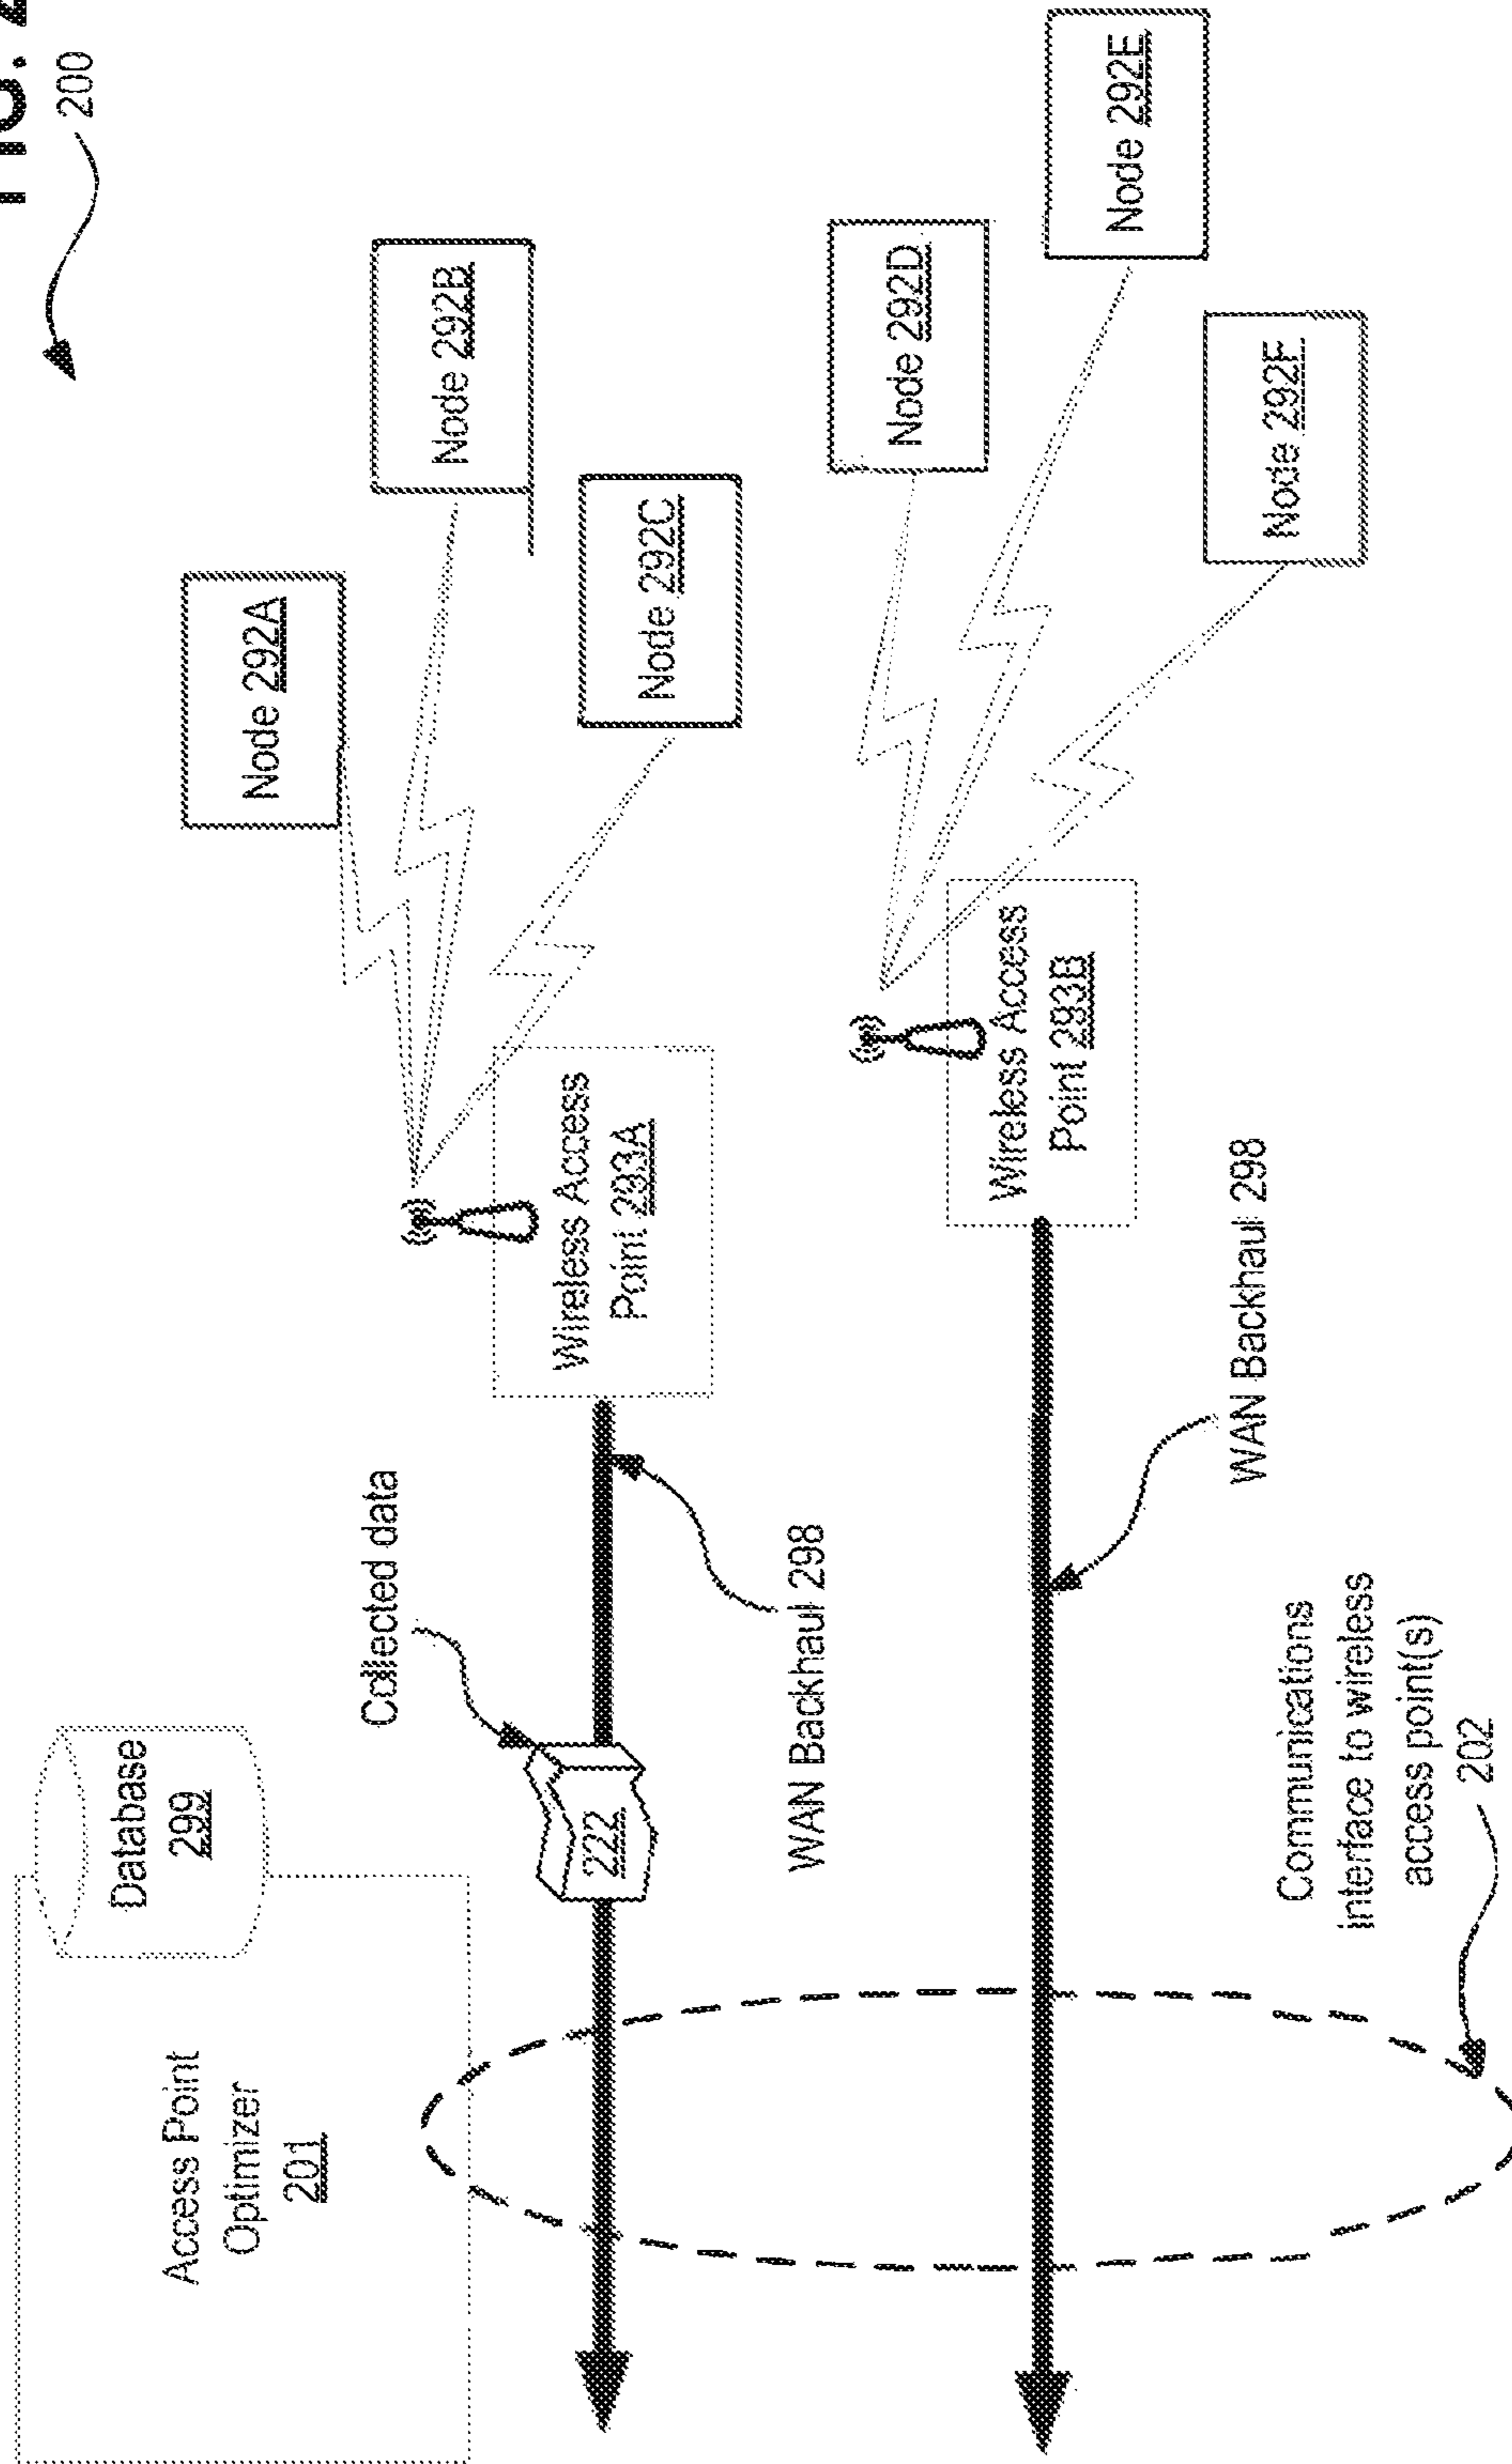 FIG. 2
200
Access Point
Optimizer
201
Database
299
Collected data
222
WAN Backhaul 298
Wireless Access
Point 293A
Node 292A
Node 292B
Node 292C
Wireless Access
Point 293B
Node 292D
Node 292E
Node 292F
WAN Backhaul 298
Communications
interface to wireless
access point(s)
202